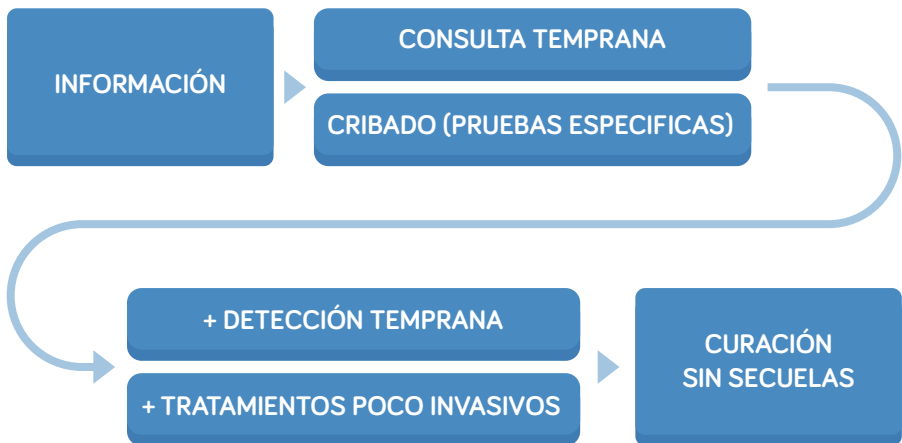 INFORMACIÓN
CONSULTA TEMPRANA
CRIBADO (PRUEBAS ESPECIFICAS)
+ DETECCIÓN TEMPRANA
+ TRATAMIENTOS POCO INVASIVOS
CURACIÓN
SIN SECUELAS